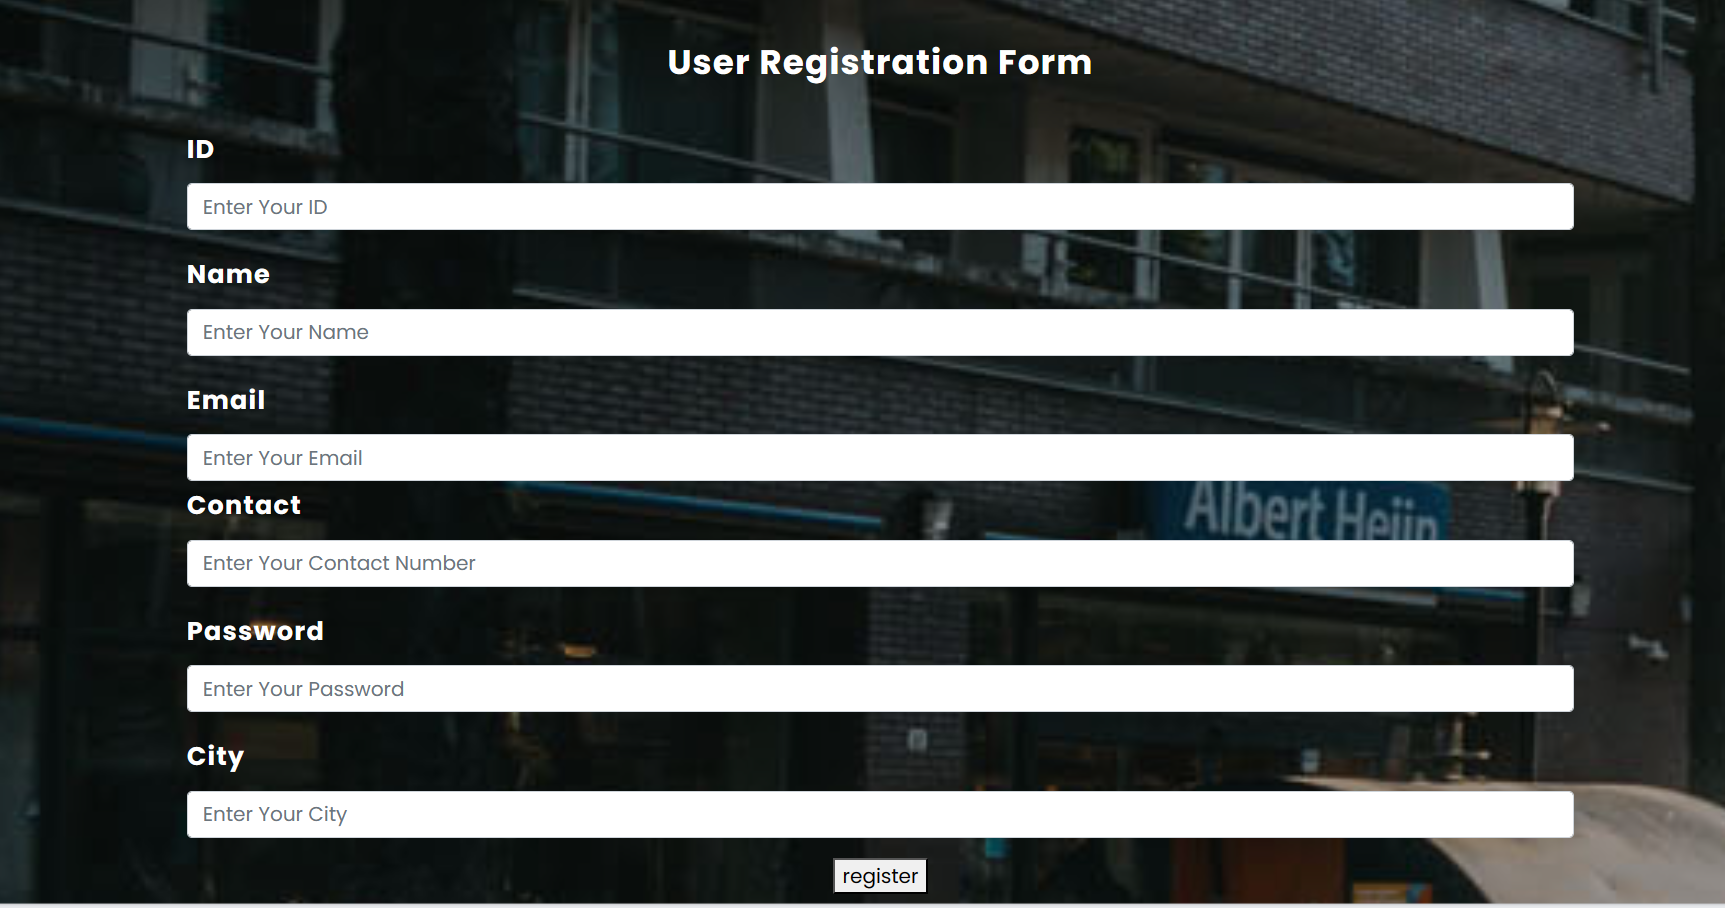 User Registration Form
ID
Enter Your ID
Name
Enter Your Name
Email
Enter Your Email
Contact
Albert Heijn
Enter Your Contact Number
Password
Enter Your Password
City
Enter Your City
register